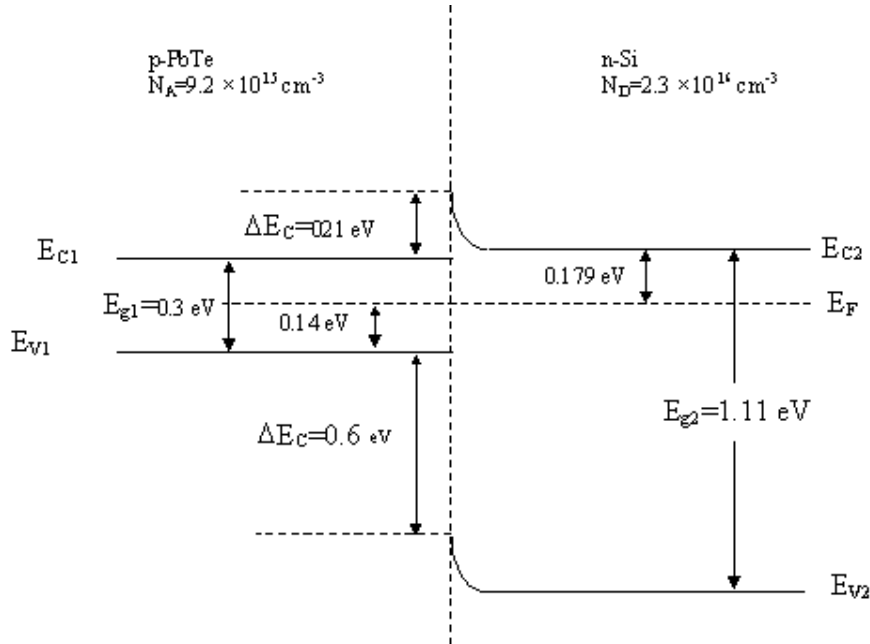 p-PbTe
N_A=9.2 ×10^15 cm^-3
n-Si
N_D=2.3 ×10^16 cm^-3
ΔE_C=021 eV
E_C1
E_C2
0.179 eV
E_g1=0.3 eV
E_F
0.14 eV
E_V1
ΔE_C=0.6 eV
E_g2=1.11 eV
E_V2